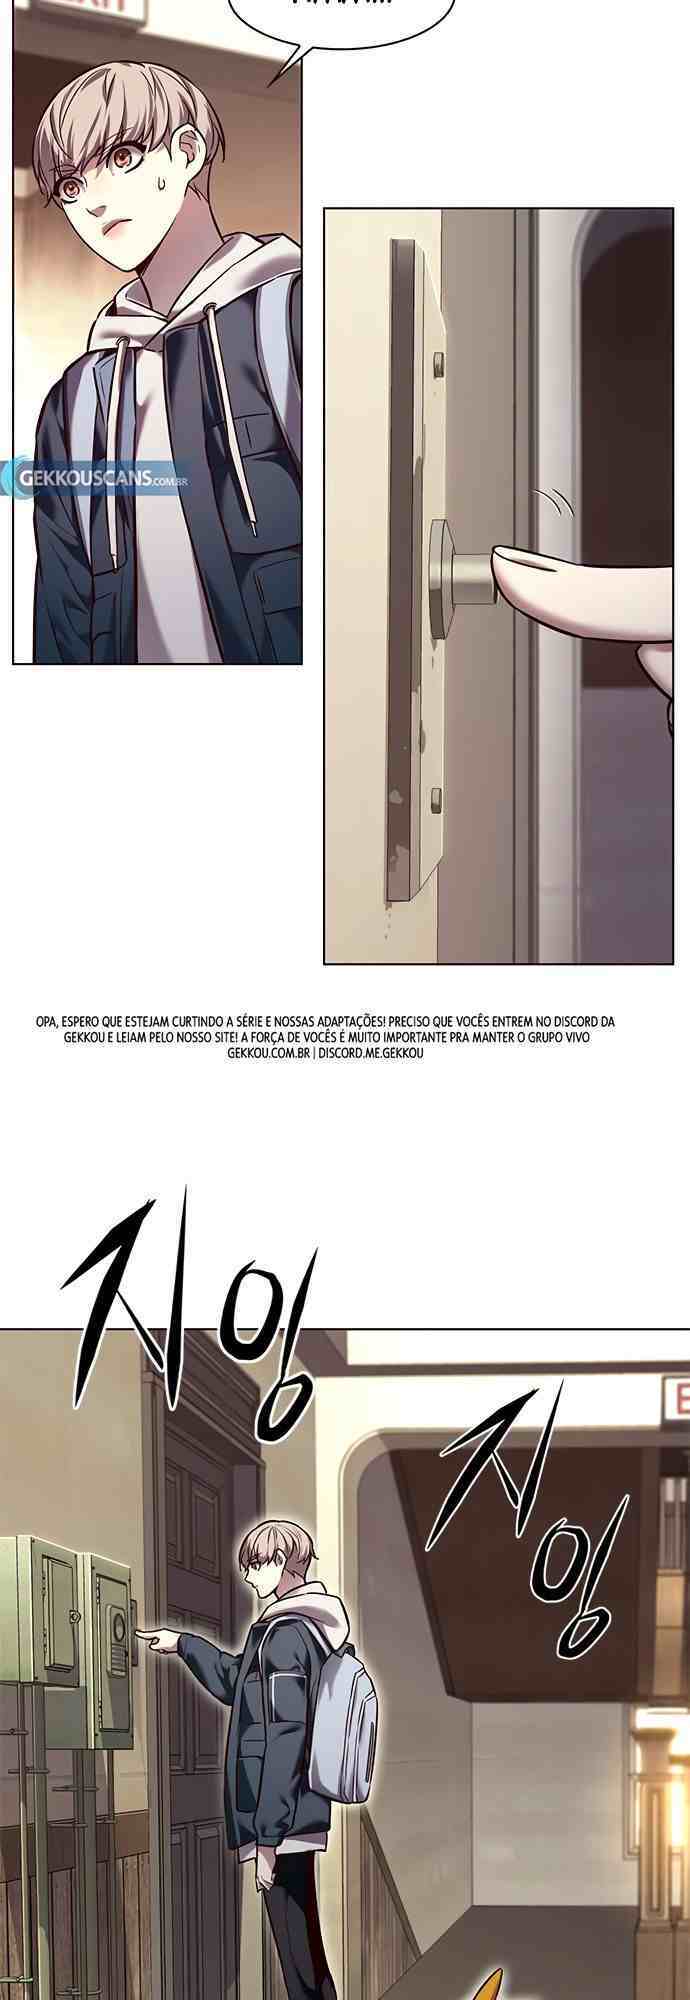 EXIT
GEKKOUSCANS.COM.BR
OPA, ESPERO QUE ESTEJAM CURTINDO A SÉRIE E NOSSAS ADAPTAÇÕES! PRECISO QUE VOCÊS ENTREM NO DISCORD DA
GEKKOU E LEIAM PELO NOSSO SITE! A FORÇA DE VOCÊS É MUITO IMPORTANTE PRA MANTER O GRUPO VIVO
GEKKOU.COM.BR | DISCORD.ME.GEKKOU
지잉
지잉
E